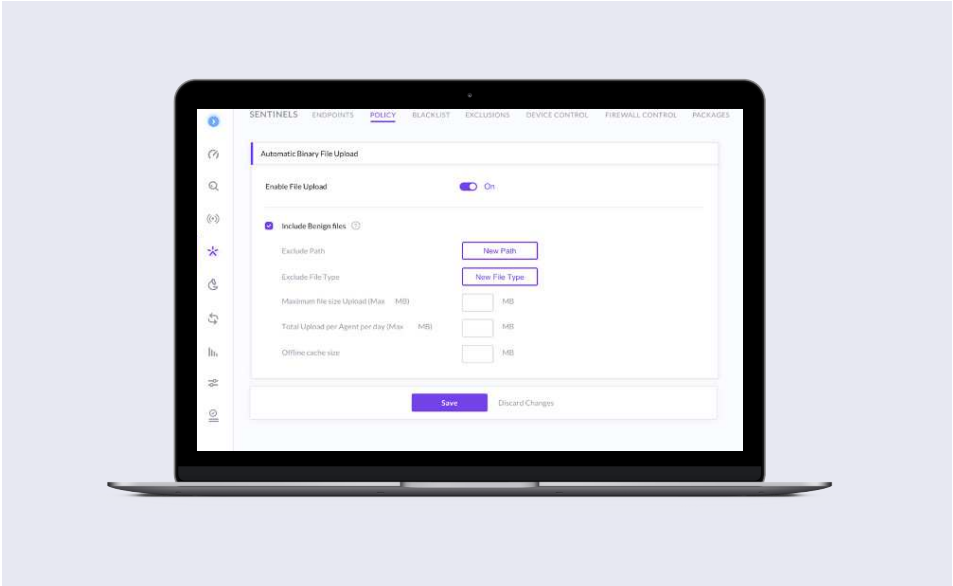 SENTINELS ENDPOINTS POLICY BLACKLIST EXCLUSIONS DEVICE CONTROL FIREWALL CONTROL PACKAGES
Automatic Binary File Upload
Enable File Upload On
Include Benign files ?
Exclude Path New Path
Exclude File Type New File Type
Maximum file size Upload (Max MB) MB
Total Upload per Agent per day (Max MB) MB
Offline cache size MB
Save Discard Changes